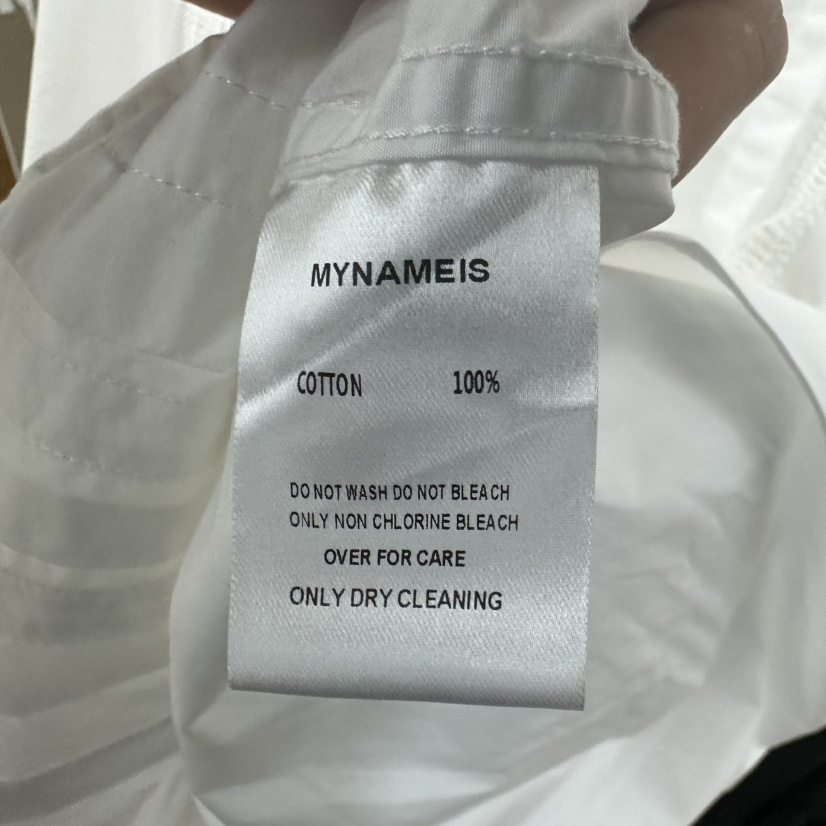 MYNAMEIS
COTTON 100%
DO NOT WASH DO NOT BLEACH
ONLY NON CHLORINE BLEACH
OVER FOR CARE
ONLY DRY CLEANING